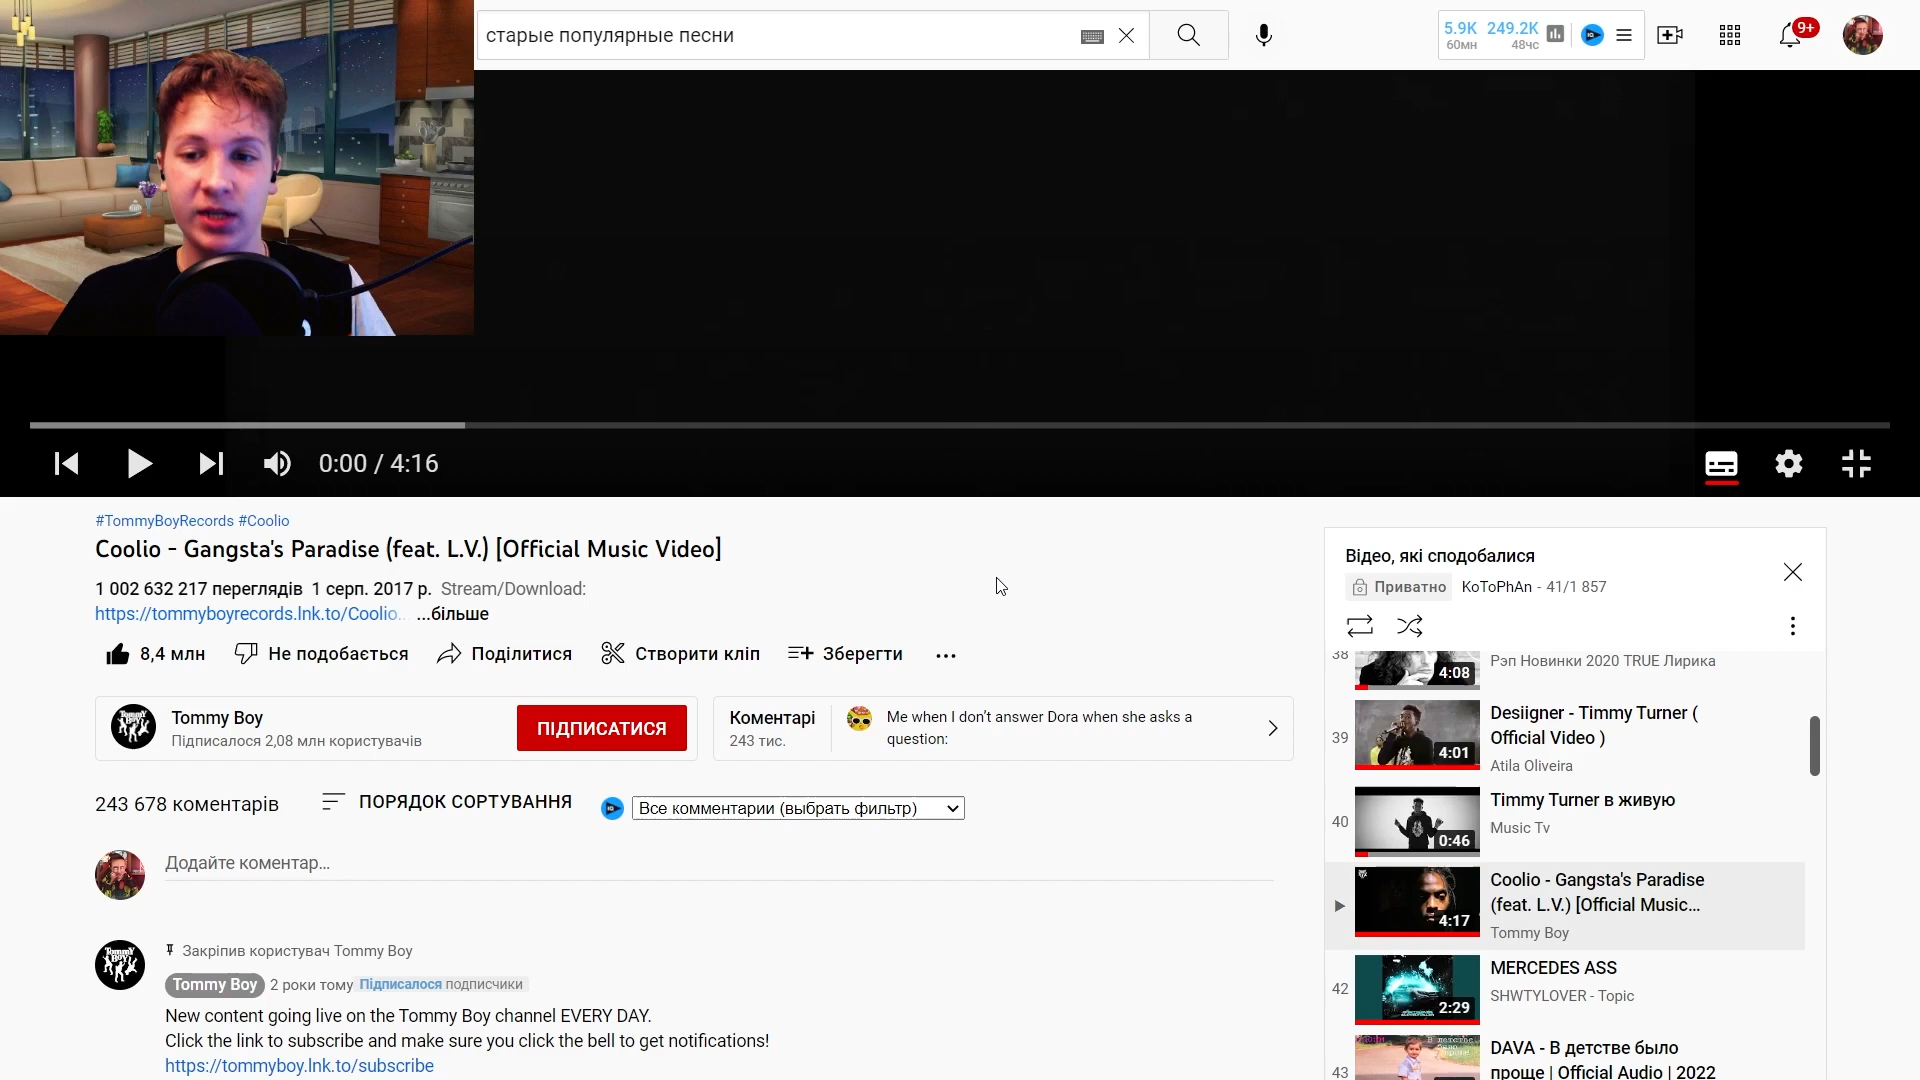 старые популярные песни
5.9K 249.2K
60мн 48чс
9+
0:00 / 4:16
#TommyBoyRecords #Coolio
Coolio - Gangsta's Paradise (feat. L.V.) [Official Music Video]
1 002 632 217 переглядів 1 серп. 2017 р. Stream/Download:
https://tommyboyrecords.lnk.to/Coolio... ...більше
8,4 млн Не подобається Поділитися Створити кліп Зберегти
Tommy Boy
Підписалося 2,08 млн користувачів
ПІДПИСАТИСЯ
Коментарі
243 тис.
Me when I don’t answer Dora when she asks a
question:
243 678 коментарів ПОРЯДОК СОРТУВАННЯ Все комментарии (выбрать фильтр)
Додайте коментар...
Закріпив користувач Tommy Boy
Tommy Boy 2 роки тому Підписалося подписчики
New content going live on the Tommy Boy channel EVERY DAY.
Click the link to subscribe and make sure you click the bell to get notifications!
https://tommyboy.lnk.to/subscribe
Відео, які сподобалися
Приватно KoToPhAn - 41/1 857
38
4:08
Рэп Новинки 2020 TRUE Лирика
39
4:01
Desiigner - Timmy Turner (
Official Video )
Atila Oliveira
40
0:46
Timmy Turner в живую
Music Tv
4:17
Coolio - Gangsta's Paradise
(feat. L.V.) [Official Music...
Tommy Boy
42
2:29
MERCEDES ASS
SHWTYLOVER - Topic
43
DAVA - В детстве было
проще | Official Audio | 2022